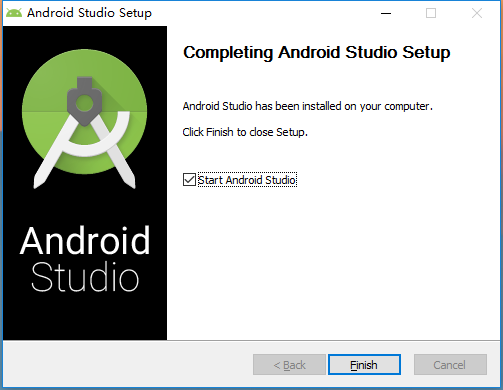 Android Studio Setup
Completing Android Studio Setup
Android Studio has been installed on your computer.
Click Finish to close Setup.
Start Android Studio
Android
Studio
< Back
Finish
Cancel